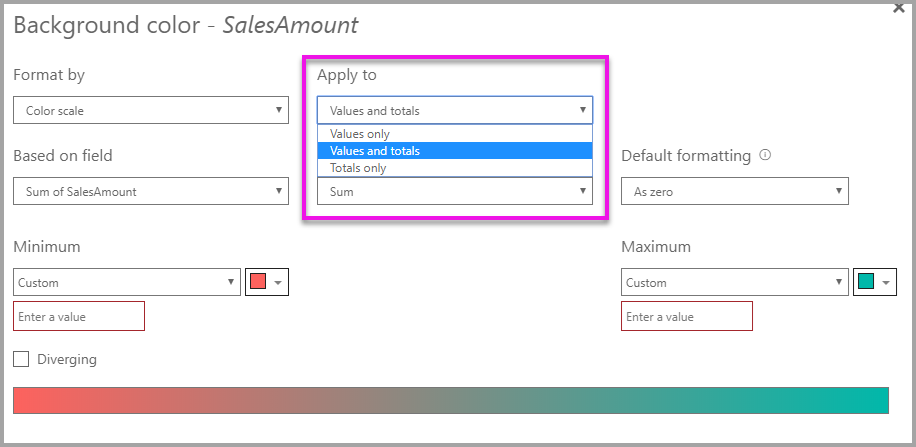 Background color - SalesAmount
Format by
Apply to
Color scale
Values and totals
Values only
Values and totals
Totals only
Based on field
Default formatting
Sum of SalesAmount
Sum
As zero
Minimum
Maximum
Custom
Custom
Enter a value
Enter a value
Diverging